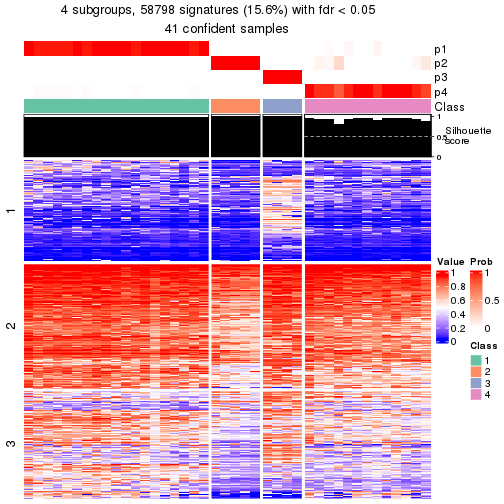 4 subgroups, 58798 signatures (15.6%) with fdr < 0.05
41 confident samples
p1
p2
p3
p4
Class
1
0.5
0
Silhouette
score
1
2
3
Value
1
0.8
0.6
0.4
0.2
0
Prob
1
0.5
0
Class
1
2
3
4